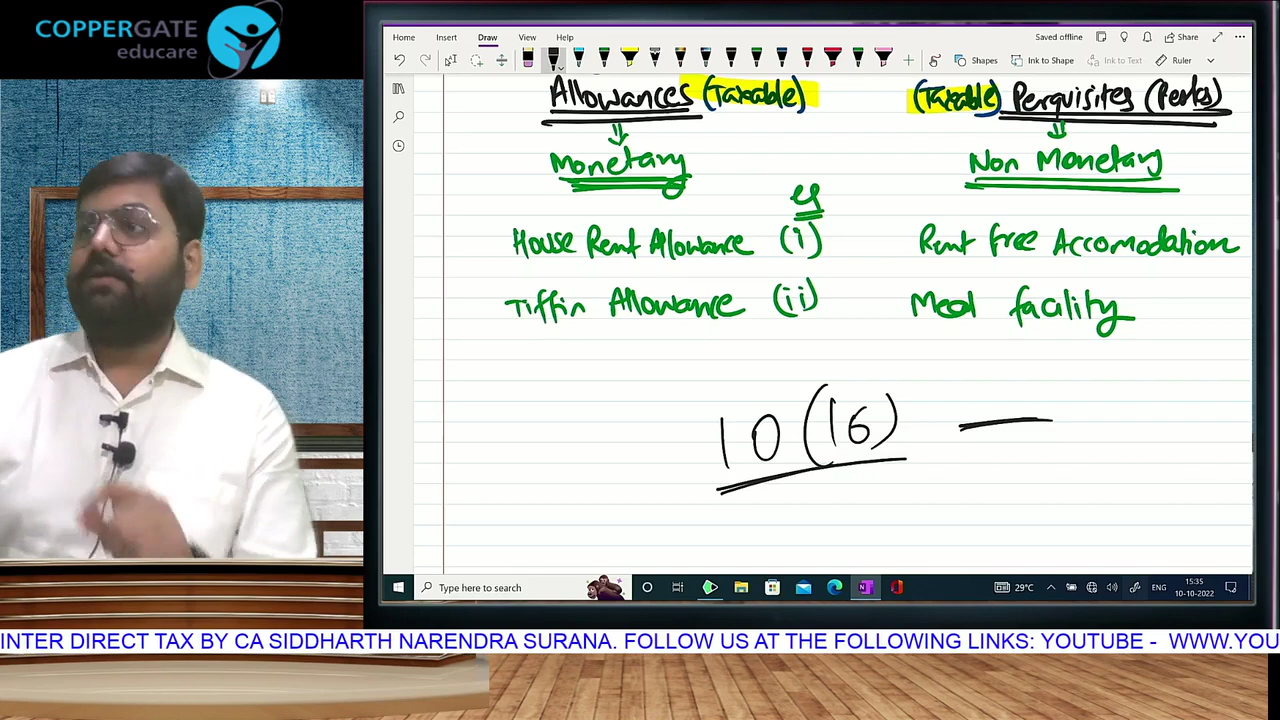 COPPERGATE
educare
Home Insert Draw View Help
Saved offline
Share
Shapes
Ink to Shape
Ink to Text
Ruler
Allowances (Taxable)
(Taxable) Perquisites (Perks)
Monetary
Non Monetary
eg
House Rent Allowance (i) Rent free Accomodation
Tiffin Allowance (ii) Meal facility
10(16) —
Type here to search
29°C
ENG
15:35
10-10-2022
INTER DIRECT TAX BY CA SIDDHARTH NARENDRA SURANA. FOLLOW US AT THE FOLLOWING LINKS: YOUTUBE - WWW.YOU